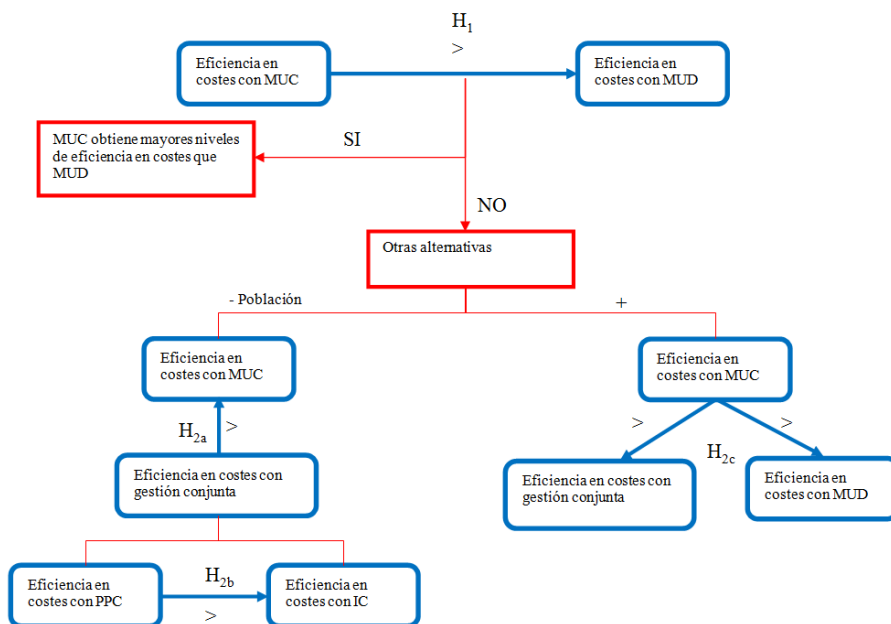 H1
>
Eficiencia en
costes con MUC
Eficiencia en
costes con MUD
MUC obtiene mayores niveles
de eficiencia en costes que
MUD
SI
NO
Otras alternativas
- Población
+
Eficiencia en
costes con MUC
Eficiencia en
costes con MUC
H2a
>
>
>
H2c
Eficiencia en costes con
gestión conjunta
Eficiencia en costes con
gestión conjunta
Eficiencia en
costes con MUD
Eficiencia en
costes con PPC
H2b
>
Eficiencia en
costes con IC